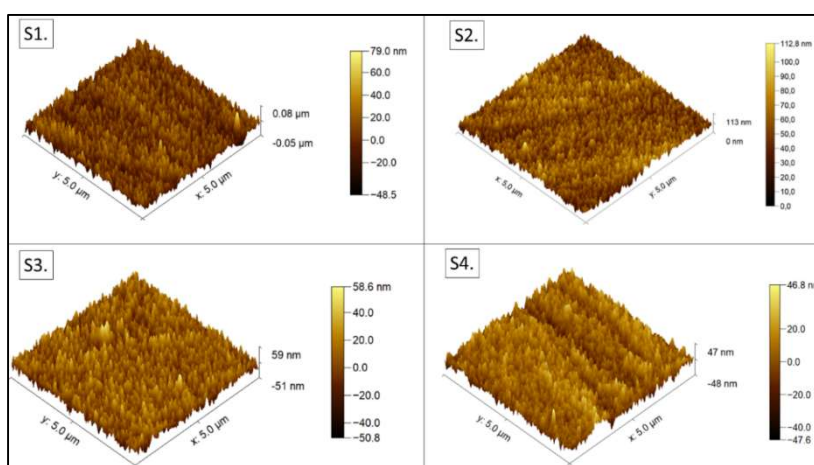 S1.
79.0 nm
60.0
40.0
20.0
0.0
-20.0
-48.5
0.08 µm
-0.05 µm
y: 5.0 µm
x: 5.0 µm
S2.
112.8 nm
100,0
90,0
80,0
70,0
60,0
50,0
40,0
30,0
20,0
10,0
0,0
113 nm
0 nm
x: 5,0 µm
y: 5,0 µm
S3.
58.6 nm
40.0
20.0
0.0
-20.0
-40.0
-50.8
59 nm
-51 nm
y: 5.0 µm
x: 5.0 µm
S4.
46.8 n
20.0
0.0
-20.0
-40.0
-47.6
47 nm
-48 nm
y: 5.0 µm
x: 5.0 µm